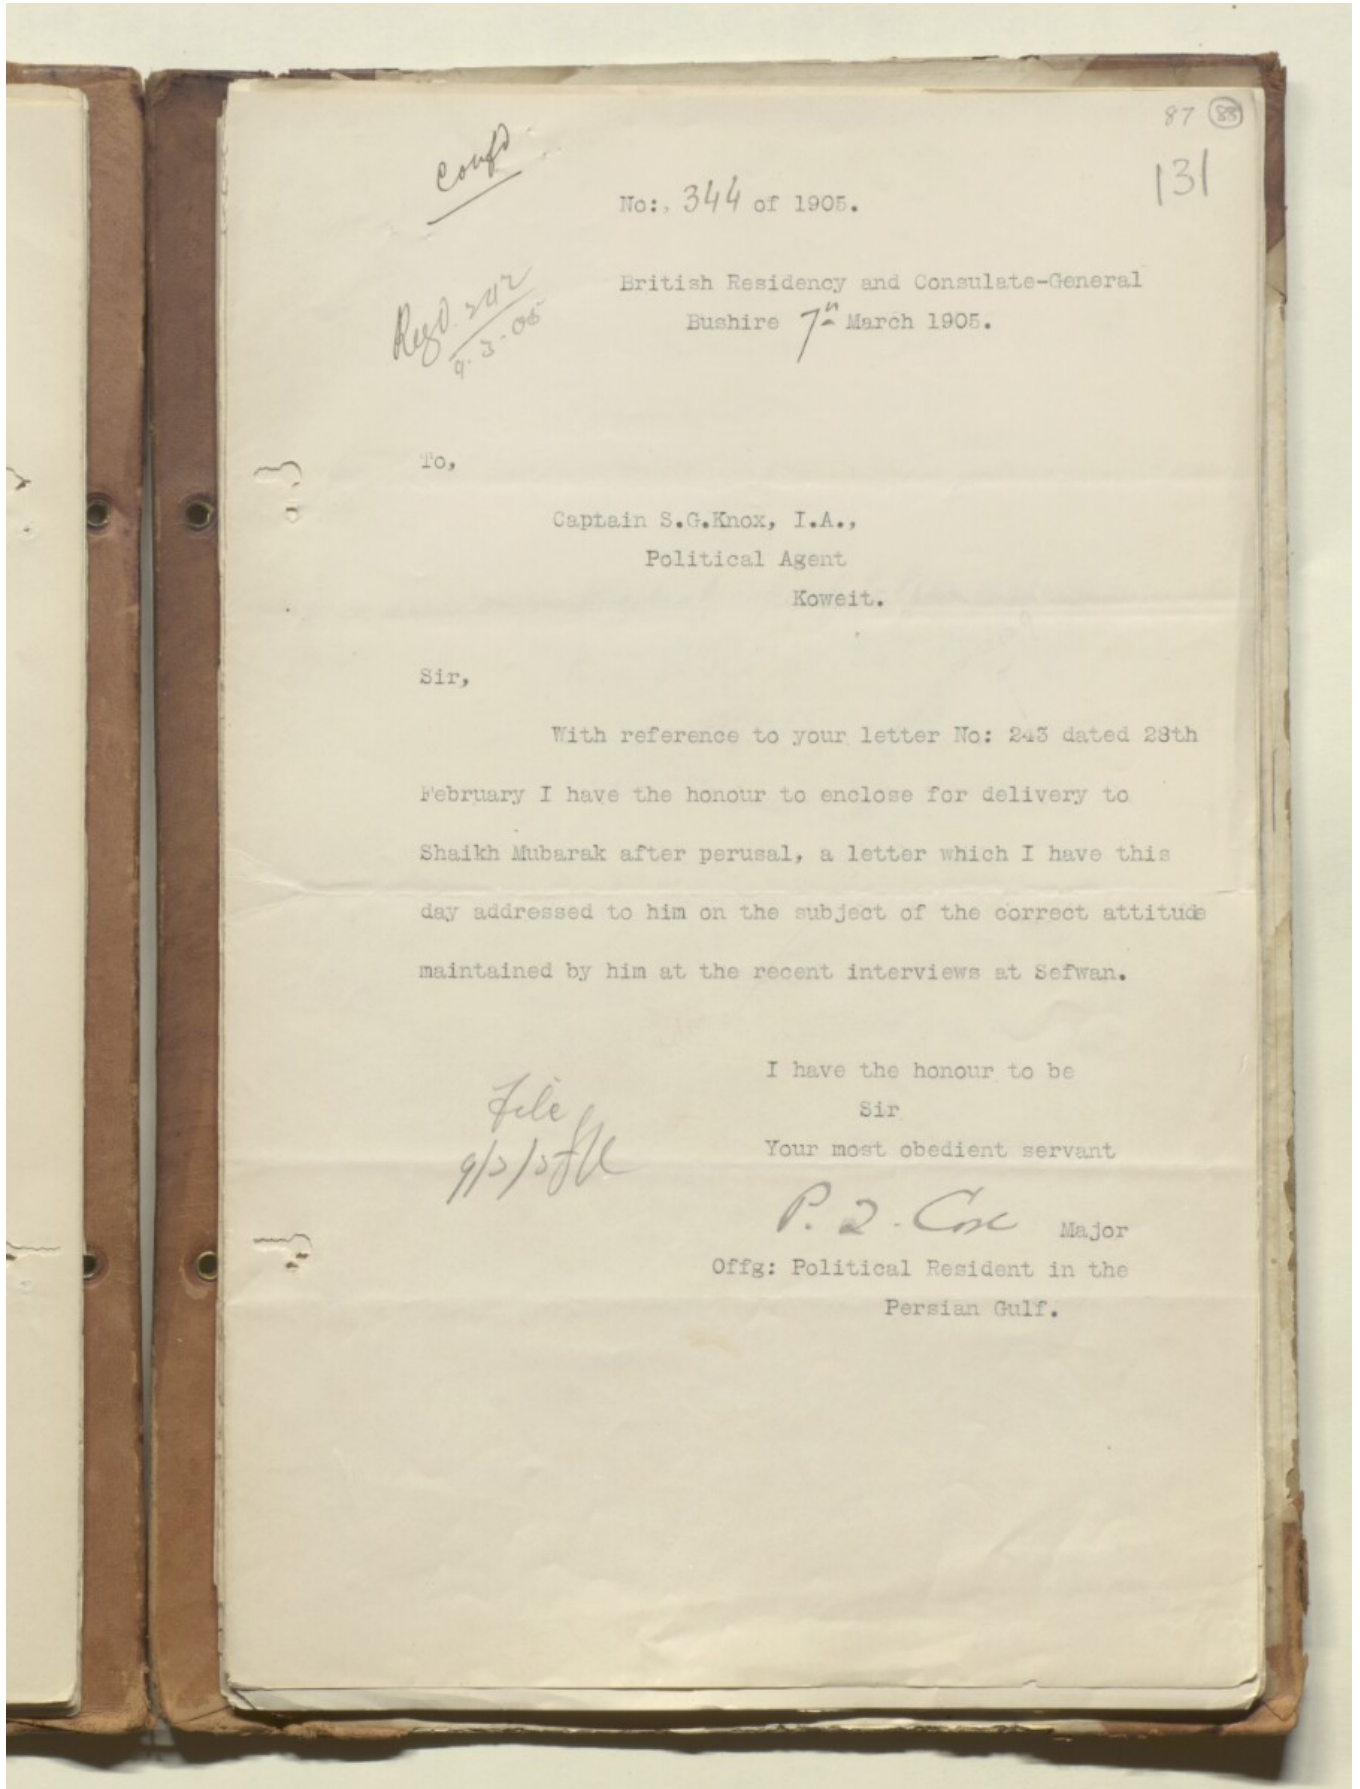 87 88
131
Confd
No:, 344 of 1905.
Regd. 242
9.3.05
British Residency and Consulate-General
Bushire 7th March 1905.
To,
Captain S.G.Knox, I.A.,
Political Agent
Koweit.
Sir,
With reference to your letter No: 243 dated 28th
February I have the honour to enclose for delivery to
Shaikh Mubarak after perusal, a letter which I have this
day addressed to him on the subject of the correct attitude
maintained by him at the recent interviews at Sefwan.
I have the honour to be
Sir
Your most obedient servant
File
P. Z. Cox Major
Offg: Political Resident in the
Persian Gulf.